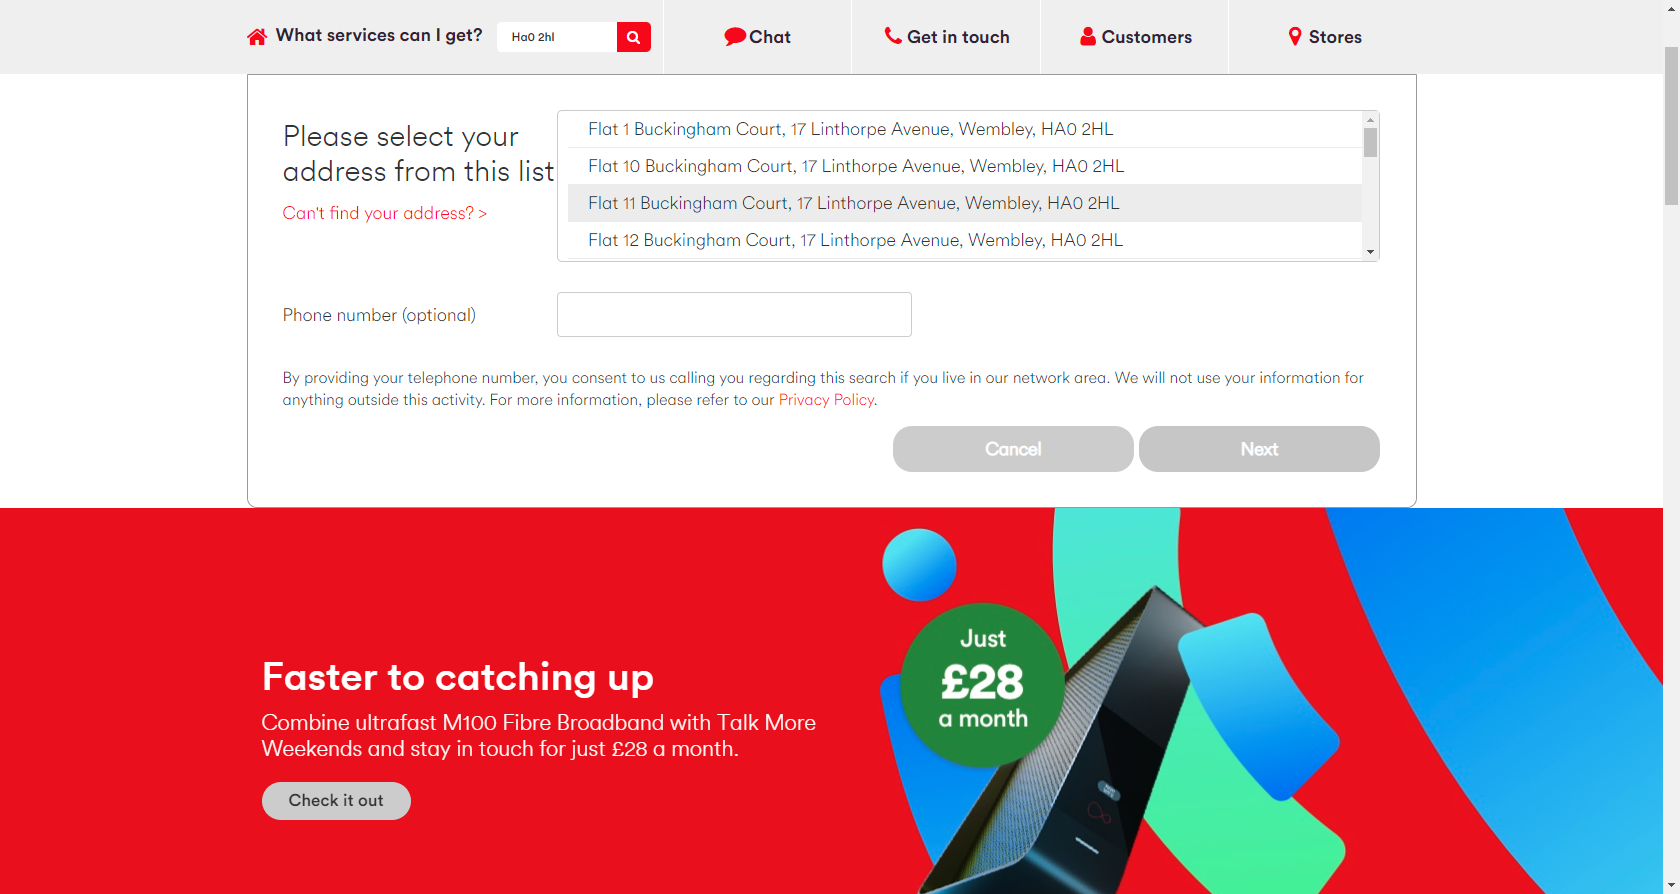 What services can I get?
Ha0 2hl
Chat
Get in touch
Customers
Stores
Please select your
address from this list
Can't find your address? >
Flat 1 Buckingham Court, 17 Linthorpe Avenue, Wembley, HA0 2HL
Flat 10 Buckingham Court, 17 Linthorpe Avenue, Wembley, HA0 2HL
Flat 11 Buckingham Court, 17 Linthorpe Avenue, Wembley, HA0 2HL
Flat 12 Buckingham Court, 17 Linthorpe Avenue, Wembley, HA0 2HL
Phone number (optional)
By providing your telephone number, you consent to us calling you regarding this search if you live in our network area. We will not use your information for
anything outside this activity. For more information, please refer to our Privacy Policy.
Cancel
Next
Faster to catching up
Combine ultrafast M100 Fibre Broadband with Talk More
Weekends and stay in touch for just £28 a month.
Check it out
Just
£28
a month